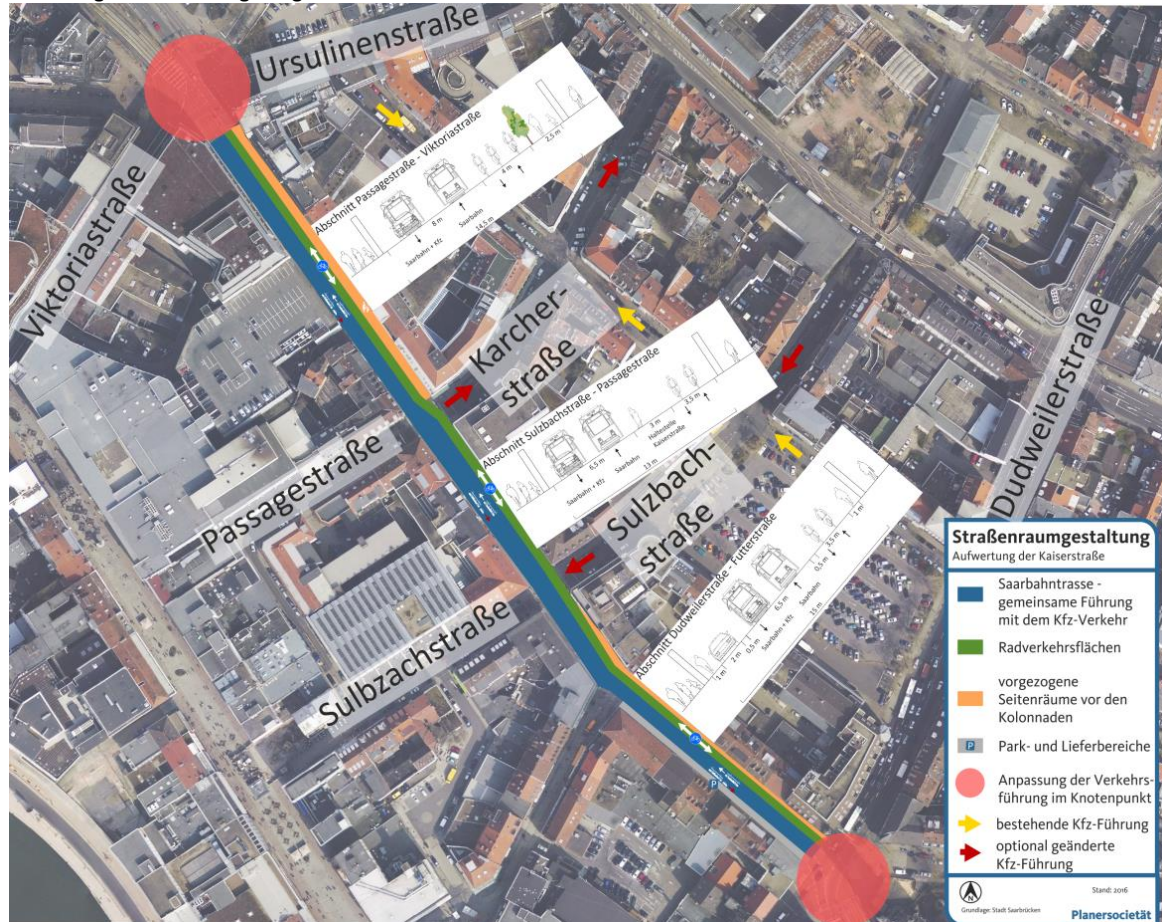 Ursulinenstraße
Viktoriastraße
Abschnitt Passagestraße - Viktoriastraße
8 m
4 m
2,5 m
Saarbahn + Kfz
Saarbahn
14,5 m
Karcher-
straße
Passagestraße
Abschnitt Sulzbachstraße - Passagestraße
6,5 m
3 m
3,5 m
Saarbahn + Kfz
Saarbahn
Haltestelle
Kaiserstraße
13 m
Sulzbach-
straße
Sulbzachstraße
Dudweilerstraße
Abschnitt Dudweilerstraße - Futterstraße
1 m
2 m
0,5 m
6,5 m
0,5 m
3,5 m
1 m
Saarbahn + Kfz
Saarbahn
15 m
P
Straßenraumgestaltung
Aufwertung der Kaiserstraße
Saarbahntrasse -
gemeinsame Führung
mit dem Kfz-Verkehr
Radverkehrsflächen
vorgezogene
Seitenräume vor den
Kolonnaden
P
Park- und Lieferbereiche
Anpassung der Verkehrs-
führung im Knotenpunkt
bestehende Kfz-Führung
optional geänderte
Kfz-Führung
Stand: 2016
Grundlage: Stadt Saarbrücken
Planersocietät